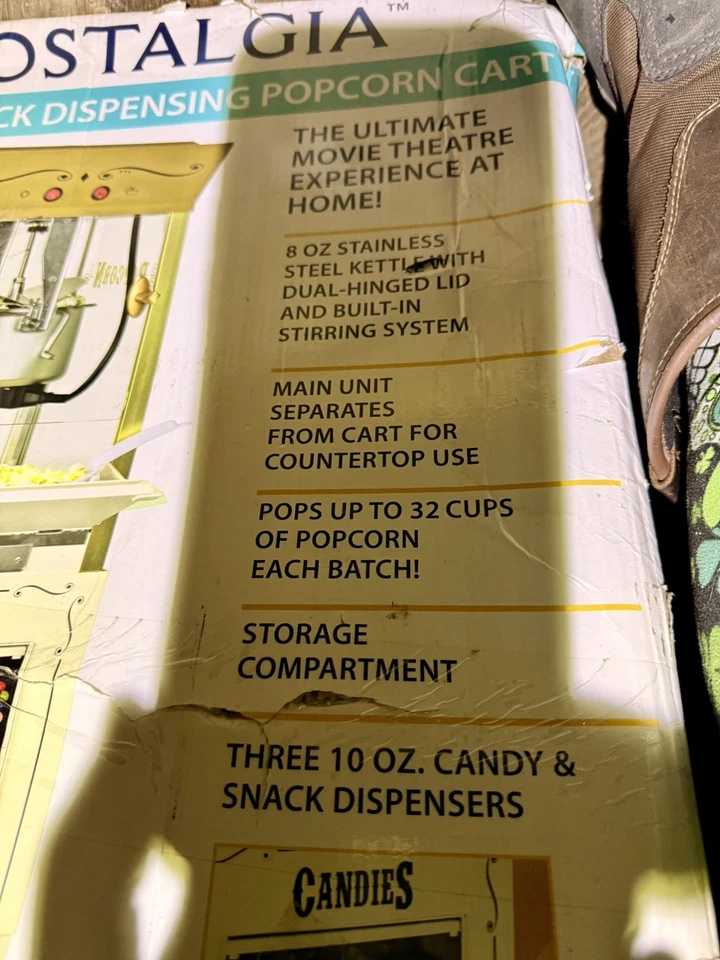 OSTALGIA™
CK DISPENSING POPCORN CART
THE ULTIMATE
MOVIE THEATRE
EXPERIENCE AT
HOME!
8 OZ STAINLESS
STEEL KETTLE WITH
DUAL-HINGED LID
AND BUILT-IN
STIRRING SYSTEM
MAIN UNIT
SEPARATES
FROM CART FOR
COUNTERTOP USE
POPS UP TO 32 CUPS
OF POPCORN
EACH BATCH!
STORAGE
COMPARTMENT
THREE 10 OZ. CANDY &
SNACK DISPENSERS
CANDIES